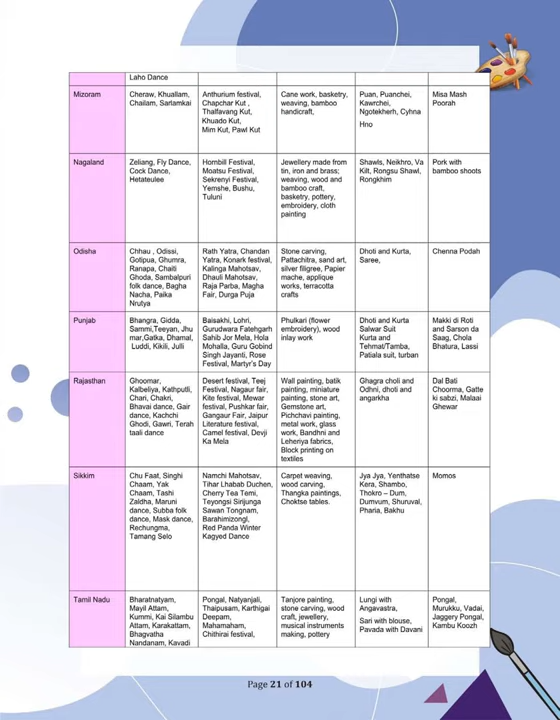 Laho Dance
Mizoram
Cheraw, Khuallam,
Chailam, Sarlamkai
Anthurium festival,
Chapchar Kut ,
Thalfavang Kut,
Khuado Kut,
Mim Kut, Pawl Kut
Cane work, basketry,
weaving, bamboo
handicraft,
Puan, Puanchei,
Kawrchei,
Ngotekherh, Cyhna
Hno
Misa Mash
Poorah
Nagaland
Zeliang, Fly Dance,
Cock Dance,
Hetateulee
Hornbill Festival,
Moatsu Festival,
Sekrenyi Festival,
Yemshe, Bushu,
Tuluni
Jewellery made from
tin, iron and brass;
weaving, wood and
bamboo craft,
basketry, pottery,
embroidery, cloth
painting
Shawls, Neikhro, Va
Kilt, Rongsu Shawl,
Rongkhim
Pork with
bamboo shoots
Odisha
Chhau , Odissi,
Gotipua, Ghumra,
Ranapa, Chaiti
Ghoda, Sambalpuri
folk dance, Bagha
Nacha, Paika
Nrutya
Rath Yatra, Chandan
Yatra, Konark festival,
Kalinga Mahotsav,
Dhauli Mahotsav,
Raja Parba, Magha
Fair, Durga Puja
Stone carving,
Pattachitra, sand art,
silver filigree, Papier
mache, applique
works, terracotta
crafts
Dhoti and Kurta,
Saree,
Chenna Podah
Punjab
Bhangra, Gidda,
Sammi,Teeyan, Jhu
mar,Gatka, Dhamal,
Luddi, Kikili, Julli
Baisakhi, Lohri,
Gurudwara Fatehgarh
Sahib Jor Mela, Hola
Mohalla, Guru Gobind
Singh Jayanti, Rose
Festival, Martyr's Day
Phulkari (flower
embroidery), wood
inlay work
Dhoti and Kurta
Salwar Suit
Kurta and
Tehmat/Tamba,
Patiala suit, turban
Makki di Roti
and Sarson da
Saag, Chola
Bhatura, Lassi
Rajasthan
Ghoomar,
Kalbeliya, Kathputli,
Chari, Chakri,
Bhavai dance, Gair
dance, Kachchi
Ghodi, Gawri, Terah
taali dance
Desert festival, Teej
Festival, Nagaur fair,
Kite festival, Mewar
festival, Pushkar fair,
Gangaur Fair, Jaipur
Literature festival,
Camel festival, Devji
Ka Mela
Wall painting, batik
painting, miniature
painting, stone art,
Gemstone art,
Pichchavi painting,
metal work, glass
work, Bandhni and
Leheriya fabrics,
Block printing on
textiles
Ghagra choli and
Odhni, dhoti and
angarkha
Dal Bati
Choorma, Gatte
ki sabzi, Malaai
Ghewar
Sikkim
Chu Faat, Singhi
Chaam, Yak
Chaam, Tashi
Zaldha, Maruni
dance, Subba folk
dance, Mask dance,
Rechungma,
Tamang Selo
Namchi Mahotsav,
Tihar Lhabab Duchen,
Cherry Tea Temi,
Teyongsi Sirijunga
Sawan Tongnam,
Barahimizongl,
Red Panda Winter
Kagyed Dance
Carpet weaving,
wood carving,
Thangka paintings,
Choktse tables.
Jya Jya, Yenthatse
Kera, Shambo,
Thokro – Dum,
Dumvum, Shuruval,
Pharia, Bakhu
Momos
Tamil Nadu
Bharatnatyam,
Mayil Attam,
Kummi, Kai Silambu
Attam, Karakattam,
Bhagvatha
Nandanam, Kavadi
Pongal, Natyanjali,
Thaipusam, Karthigai
Deepam,
Mahamaham,
Chithirai festival,
Tanjore painting,
stone carving, wood
craft, jewellery,
musical instruments
making, pottery
Lungi with
Angavastra,
Sari with blouse,
Pavada with Davani
Pongal,
Murukku, Vadai,
Jaggery Pongal,
Kambu Koozh
Page 21 of 104